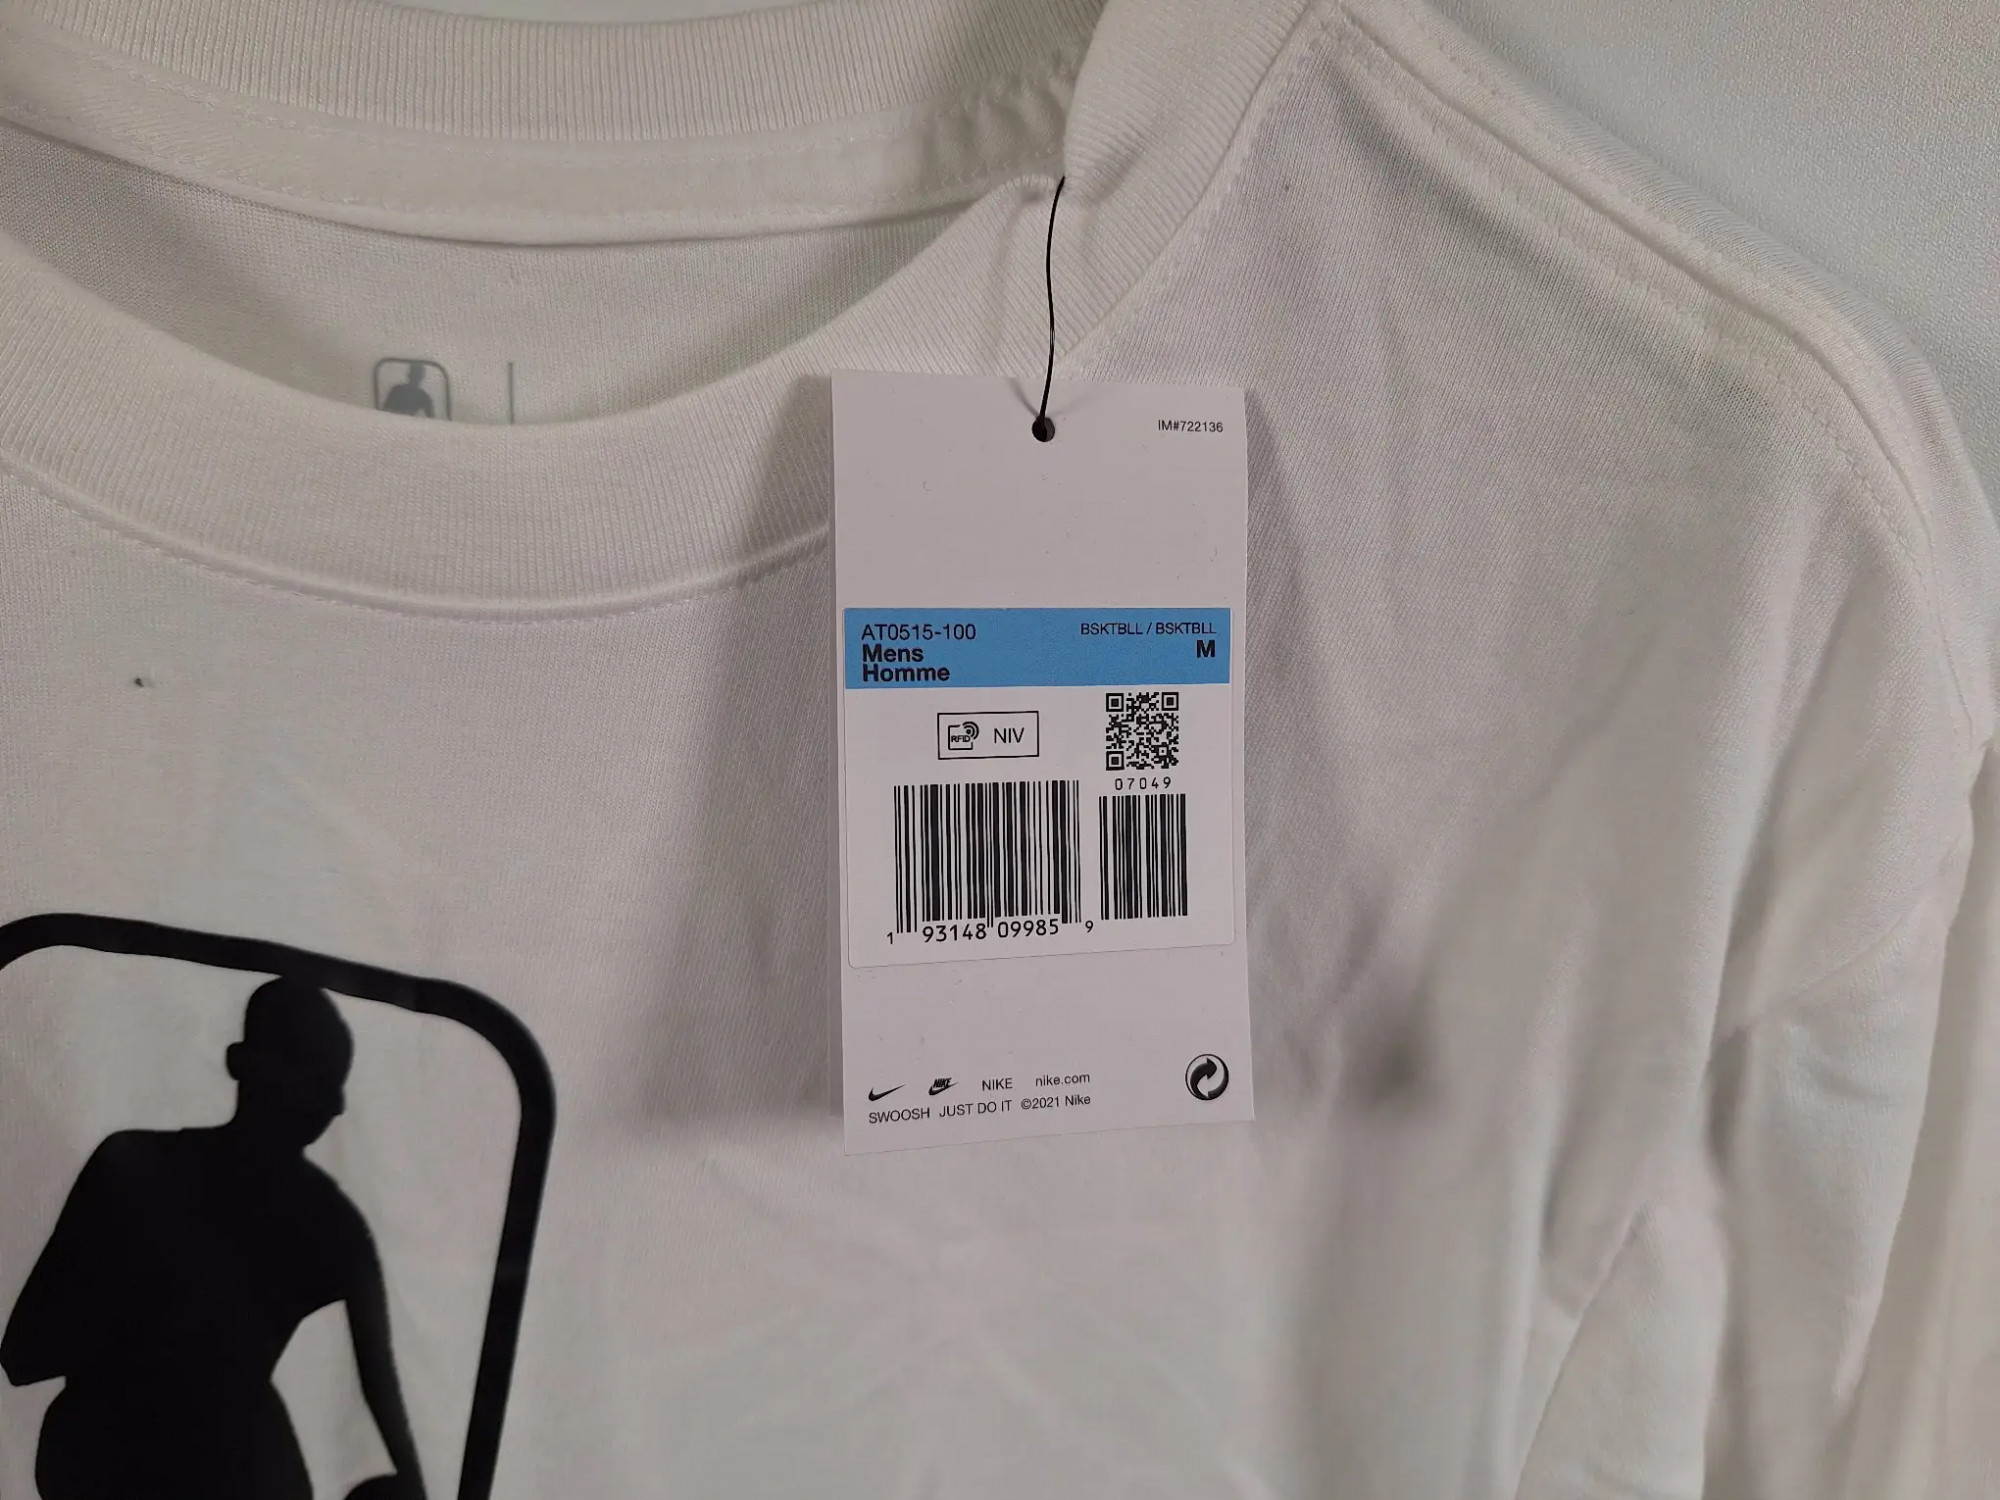 IM#722136
AT0515-100 BSKTBLL / BSKTBLL
Mens M
Homme
RFID NIV
07049
1 93148 09985 9
NIKE NIKE nike.com
SWOOSH JUST DO IT ©2021 Nike